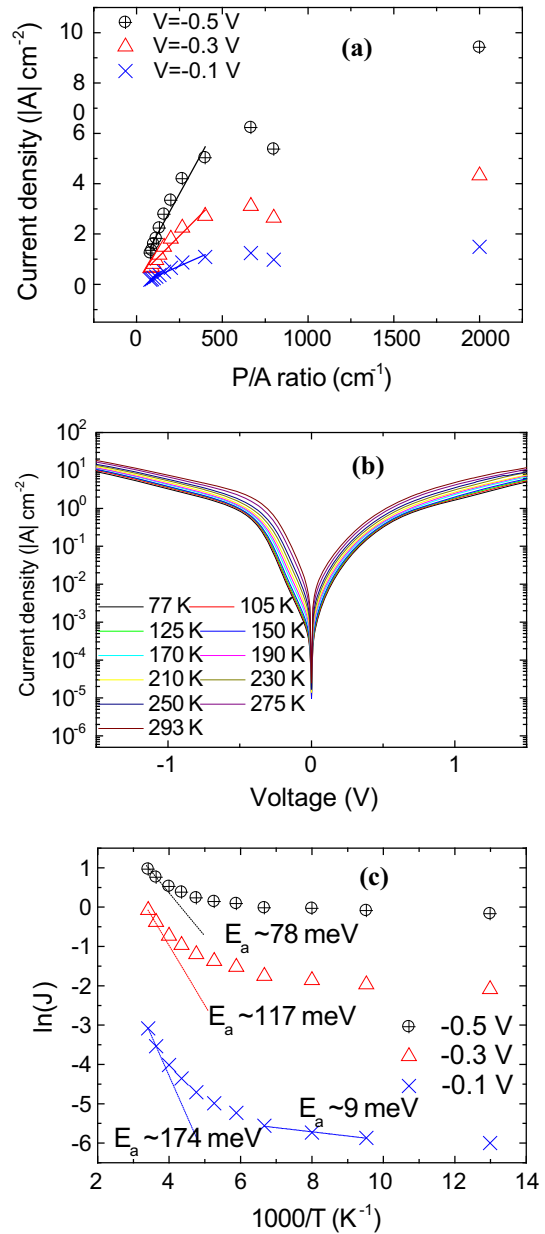 V=-0.5 V
V=-0.3 V
V=-0.1 V
(a)
Current density (|A| cm⁻²)
10
8
0
6
4
2
0
0 500 1000 1250 1500 1750 2000 2250
P/A ratio (cm⁻¹)
(b)
Current density (|A| cm⁻²)
10²
10¹
10⁰
10⁻¹
10⁻²
10⁻³
10⁻⁴
10⁻⁵
10⁻⁶
77 K 105 K
125 K 150 K
170 K 190 K
210 K 230 K
250 K 275 K
293 K
-1 0 1
Voltage (V)
(c)
ln(J)
1
0
-1
-2
-3
-4
-5
-6
Eₐ~78 meV
Eₐ~117 meV
-0.5 V
-0.3 V
-0.1 V
Eₐ~9 meV
Eₐ~174 meV
2 4 6 8 10 12 14
1000/T (K⁻¹)